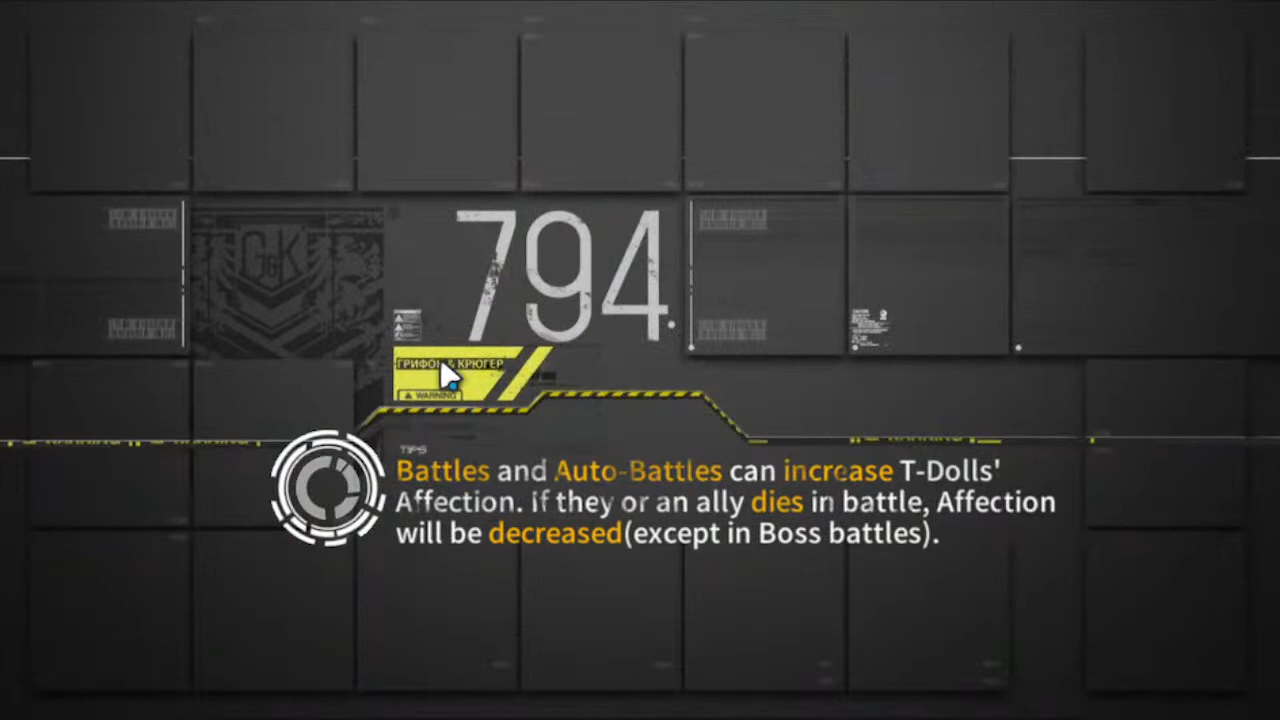 G&K
794.
ГРИФОН & КРЮГЕР
WARNING
TIPS
Battles and Auto-Battles can increase T-Dolls'
Affection. If they or an ally dies in battle, Affection
will be decreased(except in Boss battles).